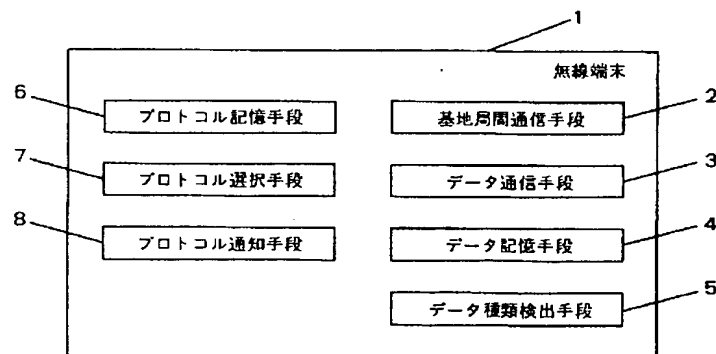 1
無線端末
6
プロトコル記憶手段
2
基地局間通信手段
7
プロトコル選択手段
3
データ通信手段
8
プロトコル通知手段
4
データ記憶手段
5
データ種類検出手段